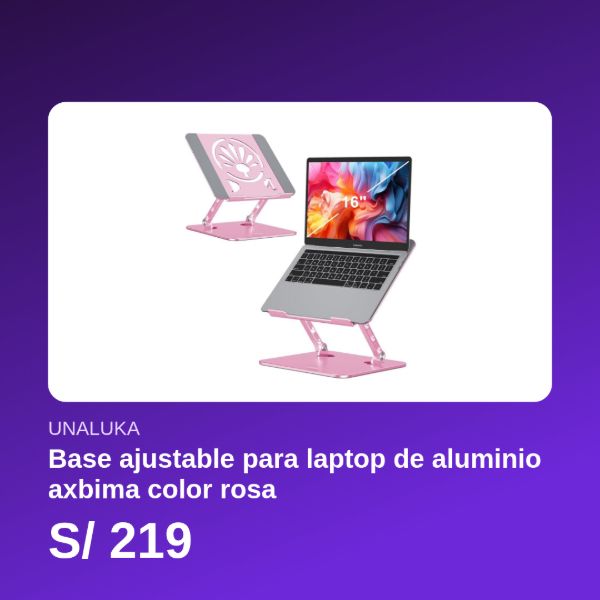 16"
UNALUKA
Base ajustable para laptop de aluminio
axbima color rosa
S/ 219